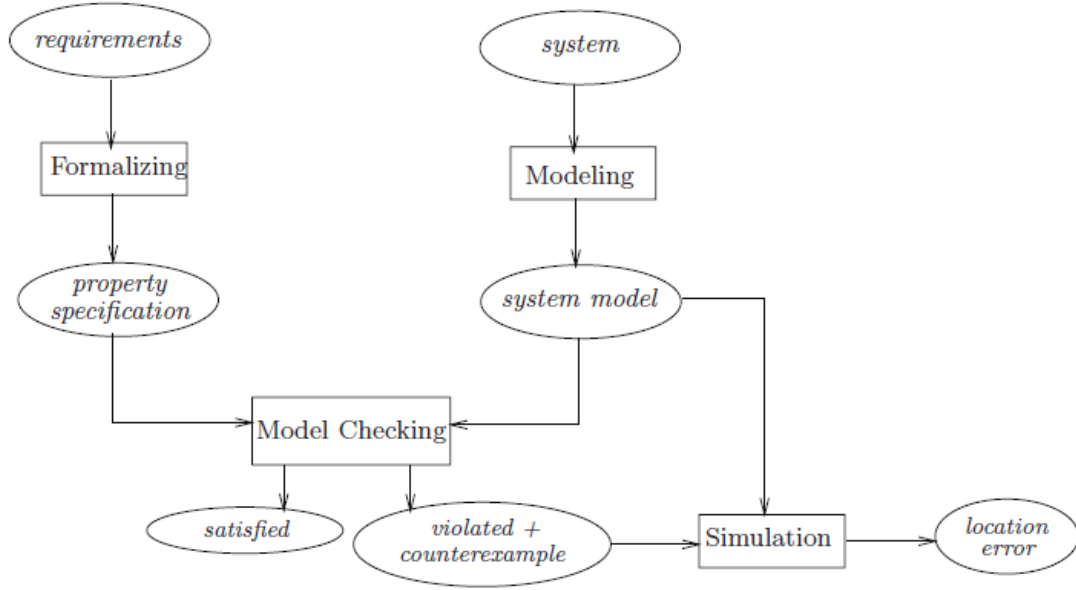 requirements
system
Formalizing
Modeling
property
specification
system model
Model Checking
satisfied
violated +
counterexample
Simulation
location
error